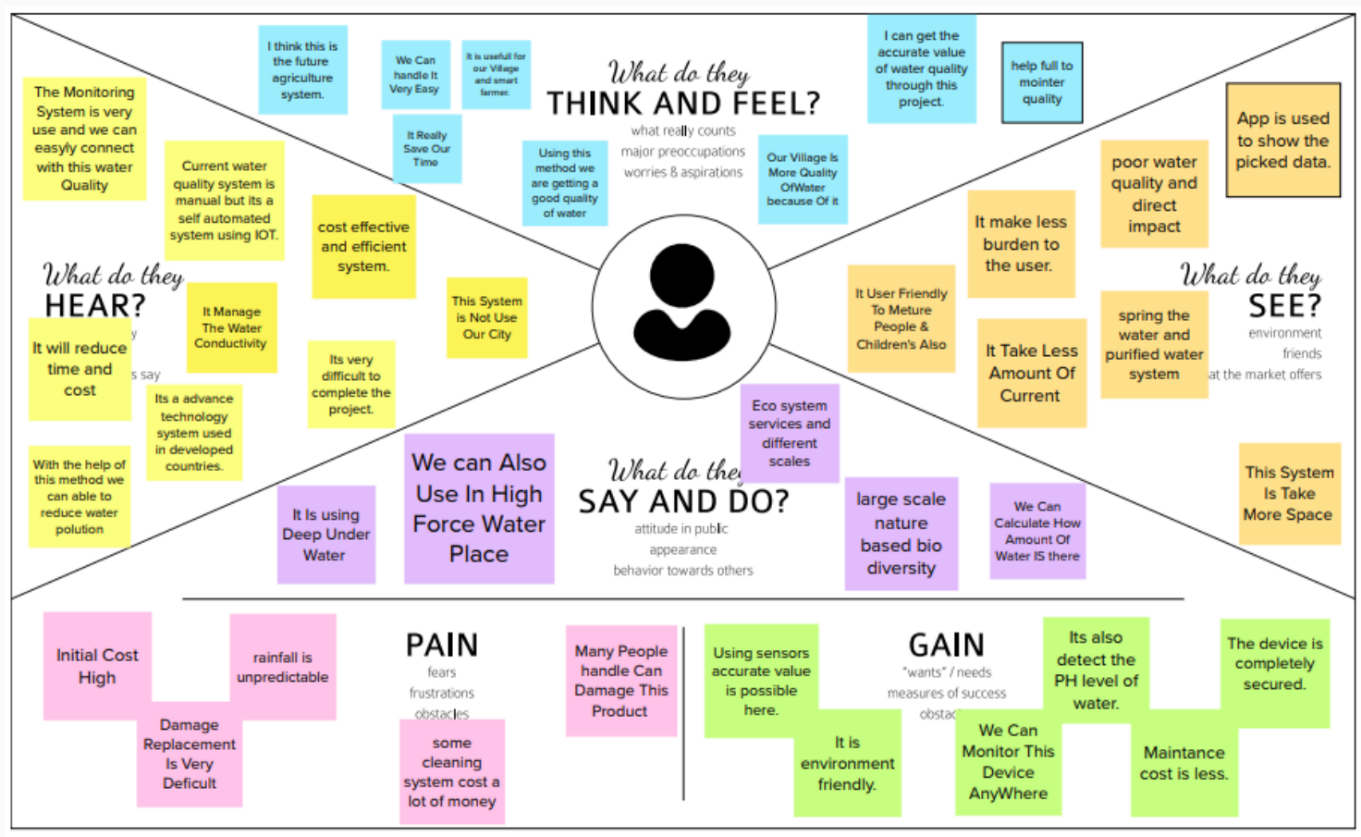 What do they
THINK AND FEEL?
what really counts
major preoccupations
worries & aspirations
I think this is
the future
agriculture
system.
We Can
handle It
Very Easy
It is usefull for
our Village
and smart
farmer.
It Really
Save Our
Time
Using this
method we
are getting a
good quality
of water
Our Village Is
More Quality
OfWater
because Of it
I can get the
accurate value
of water quality
through this
project.
help full to
mointer
quality
What do they
HEAR?
y
s say
The Monitoring
System is very
use and we can
easyly connect
with this water
Quality
Current water
quality system is
manual but its a
self automated
system using IOT.
cost effective
and efficient
system.
This System
is Not Use
Our City
It Manage
The Water
Conductivity
It will reduce
time and
cost
Its very
difficult to
complete the
project.
Its a advance
technology
system used
in developed
countries.
With the help of
this method we
can able to
reduce water
polution
What do they
SEE?
environment
friends
at the market offers
App is used
to show the
picked data.
poor water
quality and
direct
impact
It make less
burden to
the user.
It User Friendly
To Meture
People &
Children's Also
It Take Less
Amount Of
Current
spring the
water and
purified water
system
This System
Is Take
More Space
What do they
SAY AND DO?
attitude in public
appearance
behavior towards others
Eco system
services and
different
scales
We can Also
Use In High
Force Water
Place
It Is using
Deep Under
Water
large scale
nature
based bio
diversity
We Can
Calculate How
Amount Of
Water IS there
PAIN
fears
frustrations
obstacles
Initial Cost
High
rainfall is
unpredictable
Damage
Replacement
Is Very
Deficult
some
cleaning
system cost a
lot of money
Many People
handle Can
Damage This
Product
GAIN
"wants" / needs
measures of success
obstac
Using sensors
accurate value
is possible
here.
It is
environment
friendly.
We Can
Monitor This
Device
AnyWhere
Its also
detect the
PH level of
water.
Maintance
cost is less.
The device is
completely
secured.